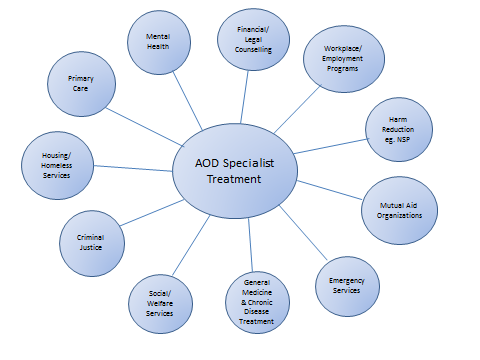 Mental
Health
Financial/
Legal
Counselling
Workplace/
Employment
Programs
Primary
Care
Harm
Reduction
eg. NSP
AOD Specialist
Treatment
Housing/
Homeless
Services
Mutual Aid
Organizations
Criminal
Justice
Emergency
Services
Social/
Welfare
Services
General
Medicine
& Chronic
Disease
Treatment